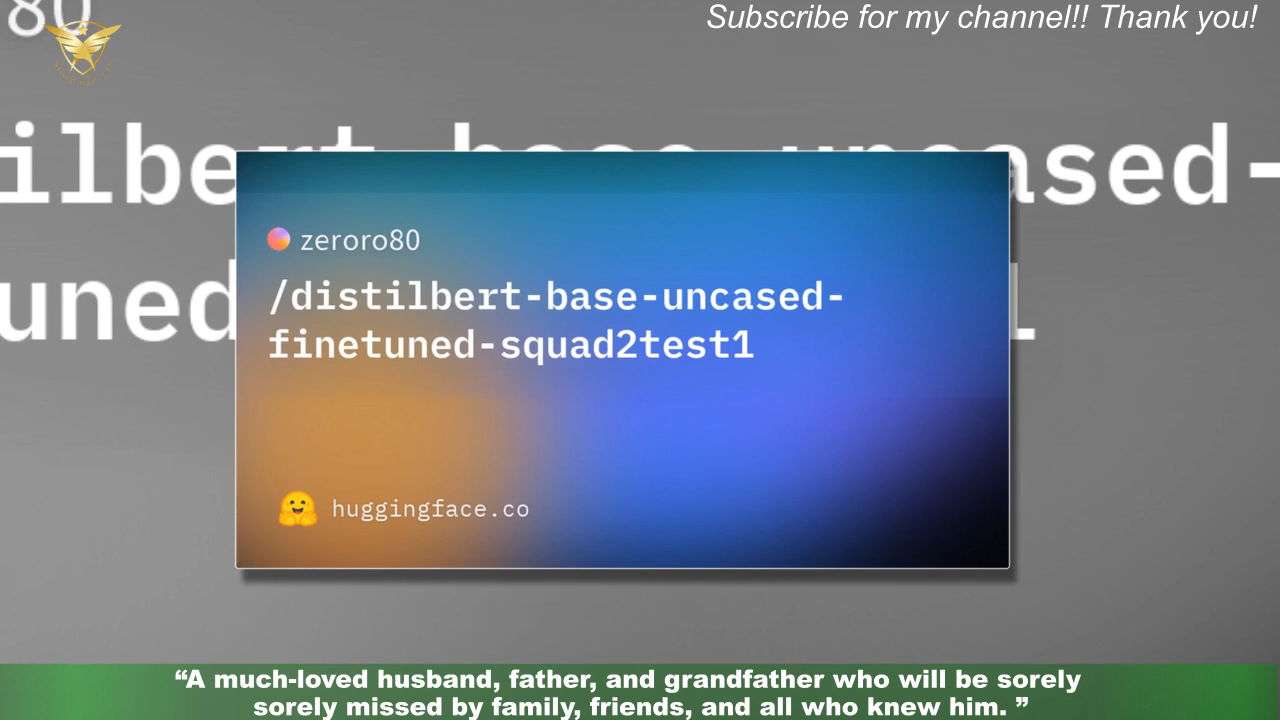 80
Subscribe for my channel!! Thank you!
zeroro80
/distilbert-base-uncased-
finetuned-squad2test1
huggingface.co
“A much-loved husband, father, and grandfather who will be sorely
sorely missed by family, friends, and all who knew him. ”